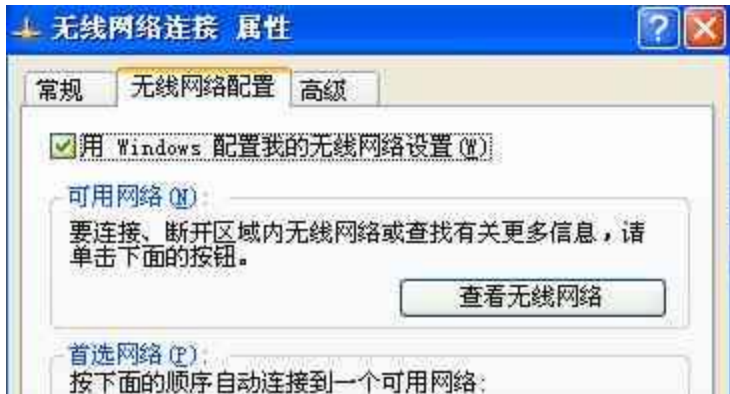 无线网络连接 属性
常规 无线网络配置 高级
用 Windows 配置我的无线网络设置(W)
可用网络(N):
要连接、断开区域内无线网络或查找有关更多信息，请
单击下面的按钮。
查看无线网络
首选网络(P):
按下面的顺序自动连接到一个可用网络: